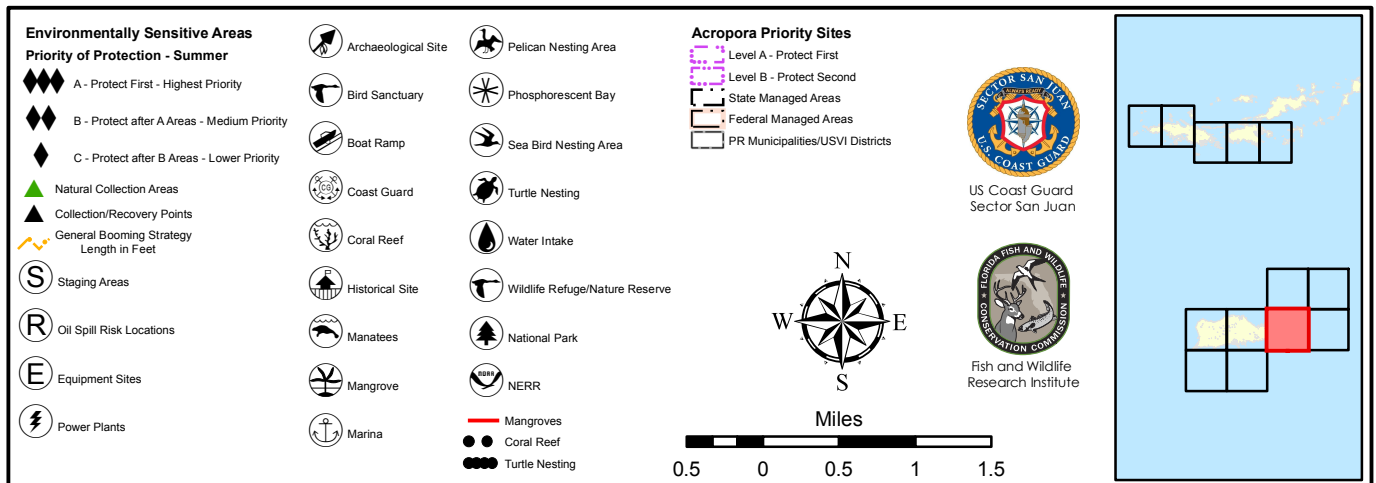 Environmentally Sensitive Areas
Priority of Protection - Summer
A - Protect First - Highest Priority
B - Protect after A Areas - Medium Priority
C - Protect after B Areas - Lower Priority
Natural Collection Areas
Collection/Recovery Points
General Booming Strategy
Length in Feet
S
Staging Areas
R
Oil Spill Risk Locations
E
Equipment Sites
Power Plants
Archaeological Site
Bird Sanctuary
Boat Ramp
CG
Coast Guard
Coral Reef
Historical Site
Manatees
Mangrove
Marina
Pelican Nesting Area
Phosphorescent Bay
Sea Bird Nesting Area
Turtle Nesting
Water Intake
Wildlife Refuge/Nature Reserve
National Park
NERR
Mangroves
Coral Reef
Turtle Nesting
Acropora Priority Sites
Level A - Protect First
Level B - Protect Second
State Managed Areas
Federal Managed Areas
PR Municipalities/USVI Districts
N
W
E
S
Miles
0.5
0
0.5
1
1.5
SECTOR SAN JUAN
ALWAYS READY
U.S. COAST GUARD
US Coast Guard
Sector San Juan
FLORIDA FISH AND WILDLIFE
CONSERVATION COMMISSION
Fish and Wildlife
Research Institute